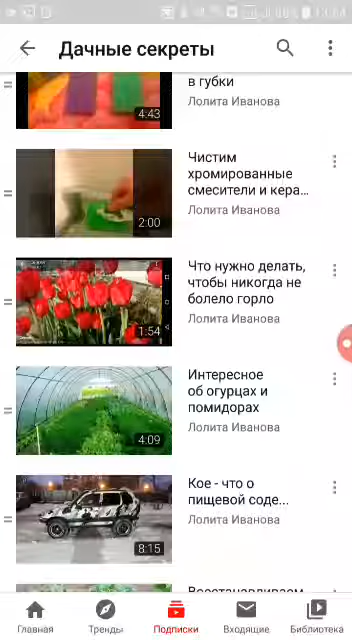 Дачные секреты
в губки
4:43
Лолита Иванова
Чистим
хромированные
смесители и кера...
2:00
Лолита Иванова
Что нужно делать,
чтобы никогда не
болело горло
1:54
Лолита Иванова
Интересное
об огурцах и
помидорах
4:09
Лолита Иванова
Кое - что о
пищевой соде...
Лолита Иванова
8:15
Восстанавливаем
Главная
Тренды
Подписки
Входящие
Библиотека